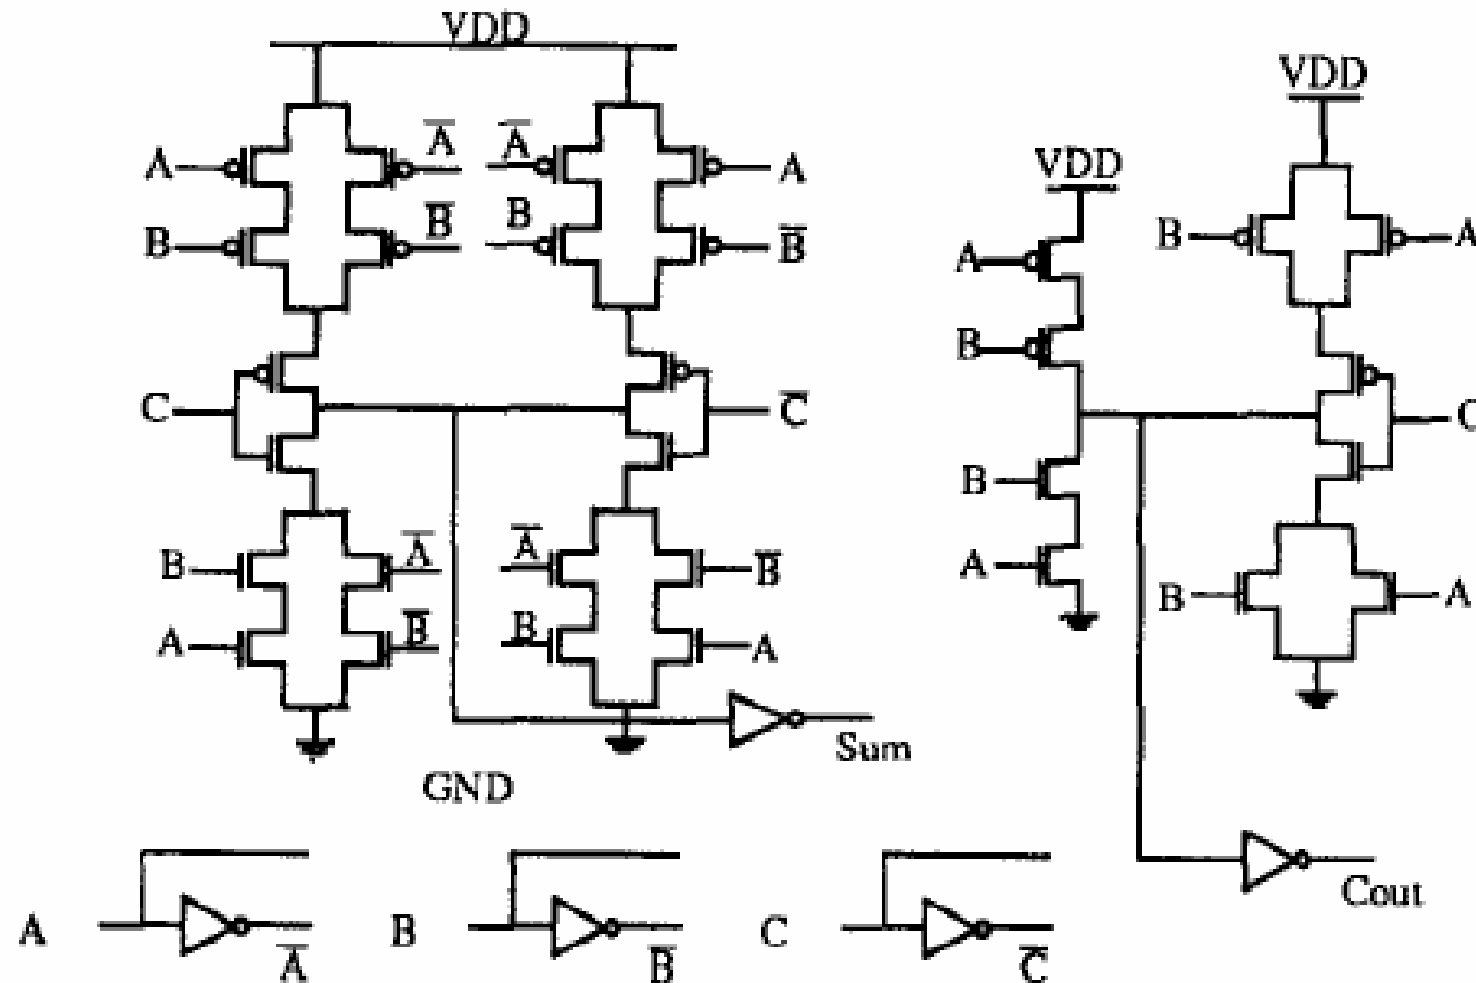 VDD
VDD
VDD
A A̅ A̅ A
B B̅ B B̅
B A
A
B
C C̅
C
B A̅ A̅ B̅
A B̅ B A
B
A
B A
Sum
GND
Cout
A A̅ B B̅ C C̅